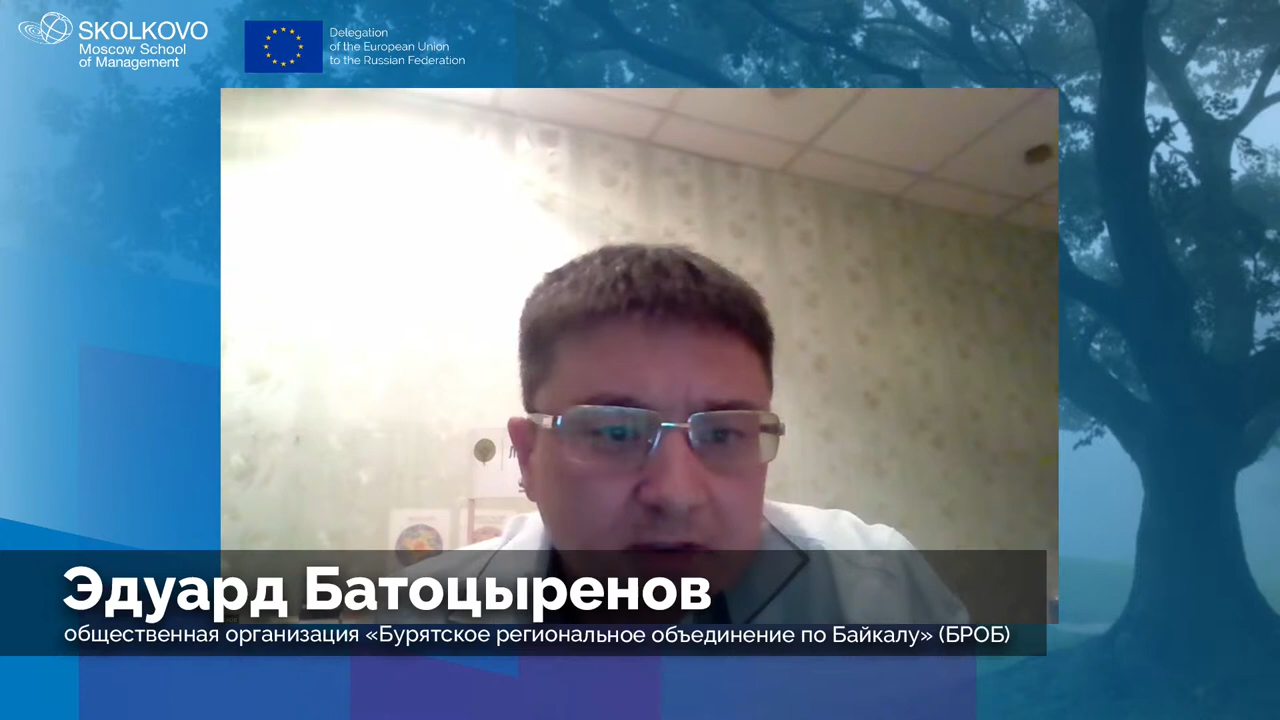 SKOLKOVO
Moscow School
of Management
Delegation
of the European Union
to the Russian Federation
Эдуард Батоцыренов
общественная организация «Бурятское региональное объединение по Байкалу» (БРОБ)